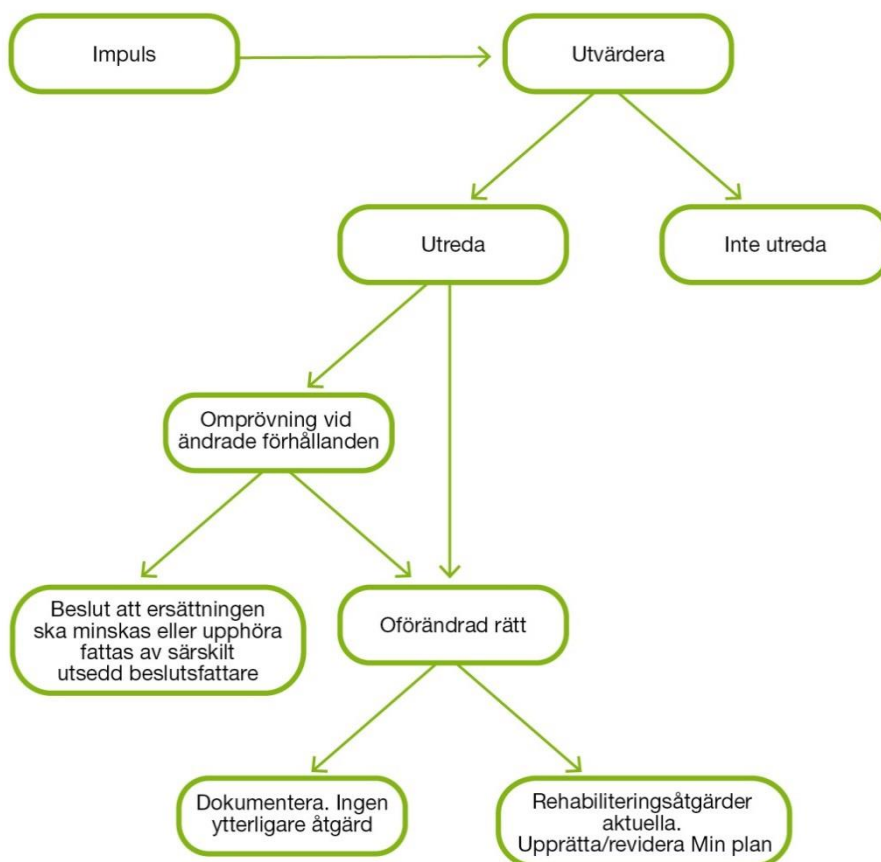 Impuls
Utvärdera
Utreda
Inte utreda
Omprövning vid
ändrade förhållanden
Beslut att ersättningen
ska minskas eller upphöra
fattas av särskilt
utsedd beslutsfattare
Oförändrad rätt
Dokumentera. Ingen
ytterligare åtgärd
Rehabiliteringsåtgärder
aktuella.
Upprätta/revidera Min plan